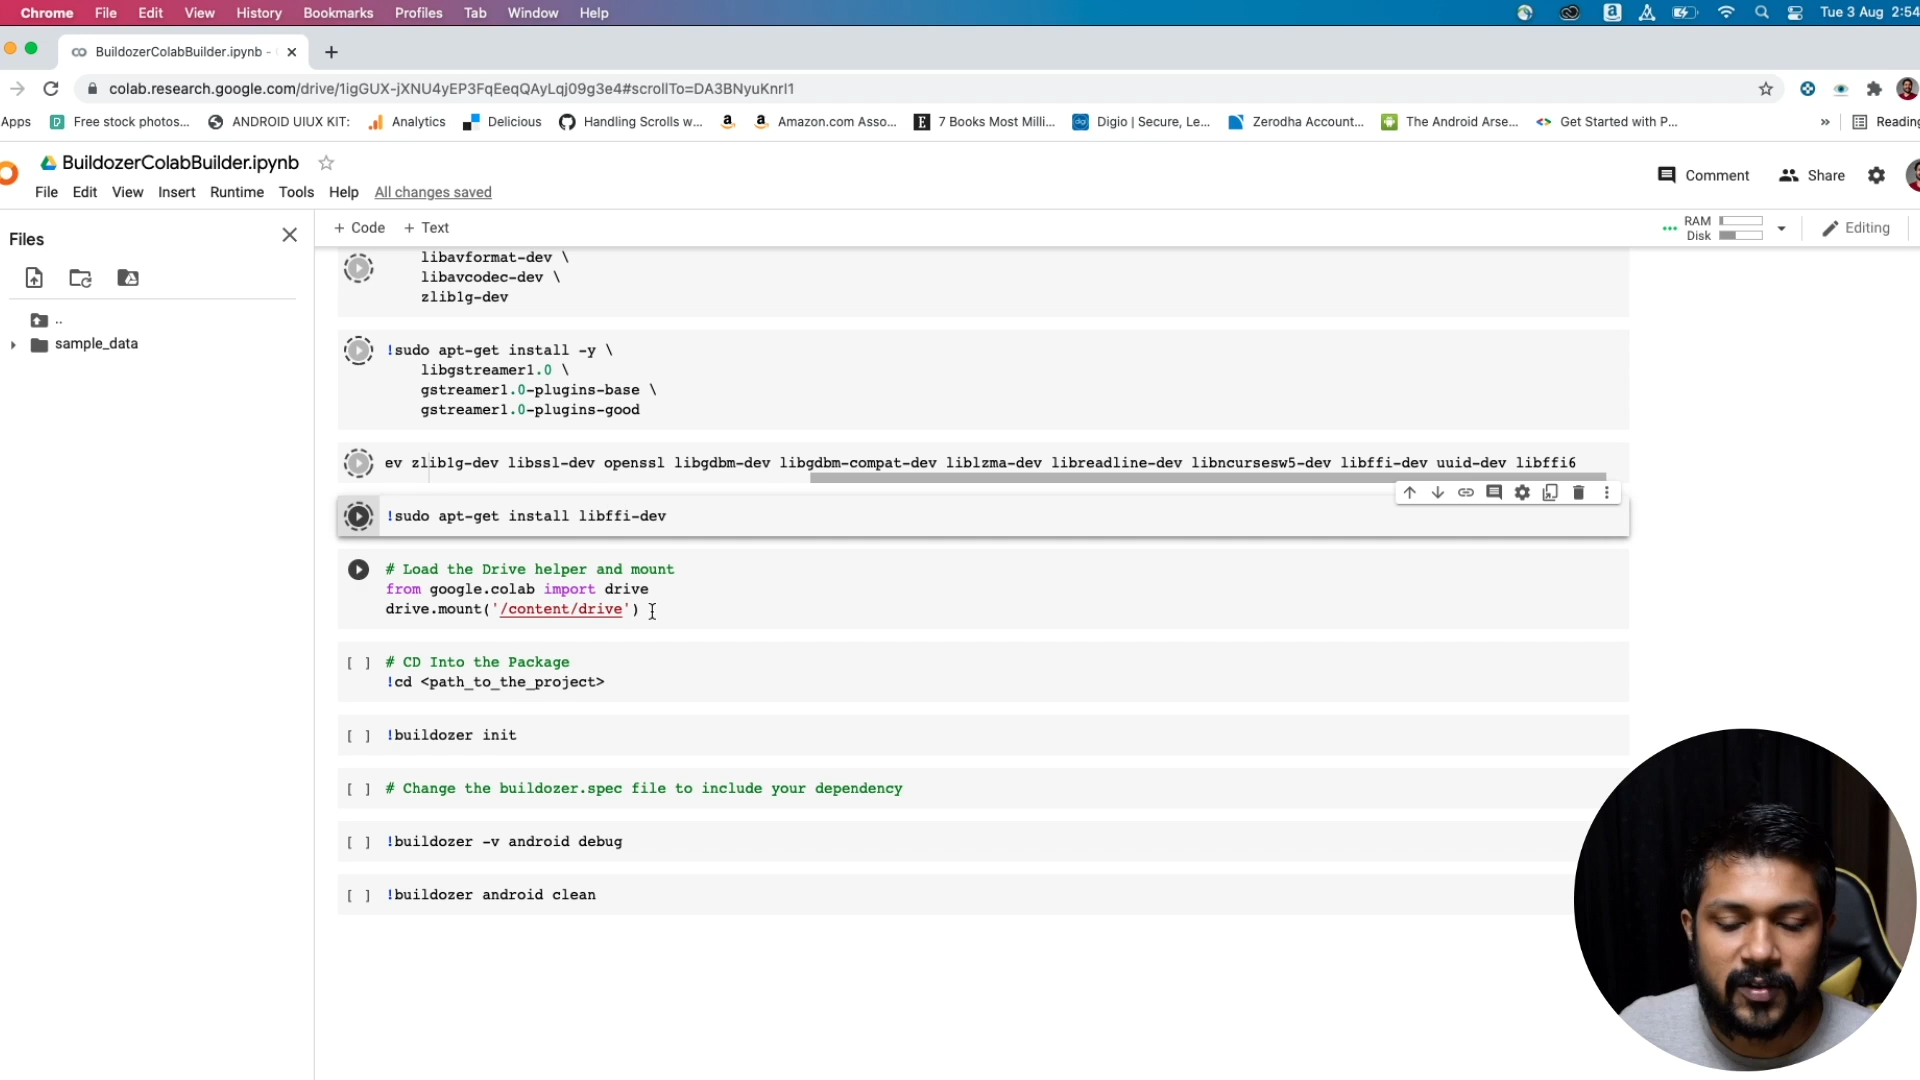 Chrome File Edit View History Bookmarks Profiles Tab Window Help Tue 3 Aug 2:54
BuildozerColabBuilder.ipynb -
colab.research.google.com/drive/1igGUX-jXNU4yEP3FqEeqQAyLqj09g3e4#scrollTo=DA3BNyuKnrI1
Apps Free stock photos... ANDROID UIUX KIT: Analytics Delicious Handling Scrolls w... Amazon.com Asso... 7 Books Most Milli... Digio | Secure, Le... Zerodha Account... The Android Arse... Get Started with P... » Reading
BuildozerColabBuilder.ipynb
Comment Share
File Edit View Insert Runtime Tools Help All changes saved
Files
+ Code + Text
RAM
Disk
Editing
libavformat-dev \
libavcodec-dev \
zlib1g-dev
..
sample_data
!sudo apt-get install -y \
libgstreamer1.0 \
gstreamer1.0-plugins-base \
gstreamer1.0-plugins-good
ev zlib1g-dev libssl-dev openssl libgdbm-dev libgdbm-compat-dev liblzma-dev libreadline-dev libncursesw5-dev libffi-dev uuid-dev libffi6
!sudo apt-get install libffi-dev
# Load the Drive helper and mount
from google.colab import drive
drive.mount('/content/drive')
[ ] # CD Into the Package
!cd <path_to_the_project>
[ ] !buildozer init
[ ] # Change the buildozer.spec file to include your dependency
[ ] !buildozer -v android debug
[ ] !buildozer android clean